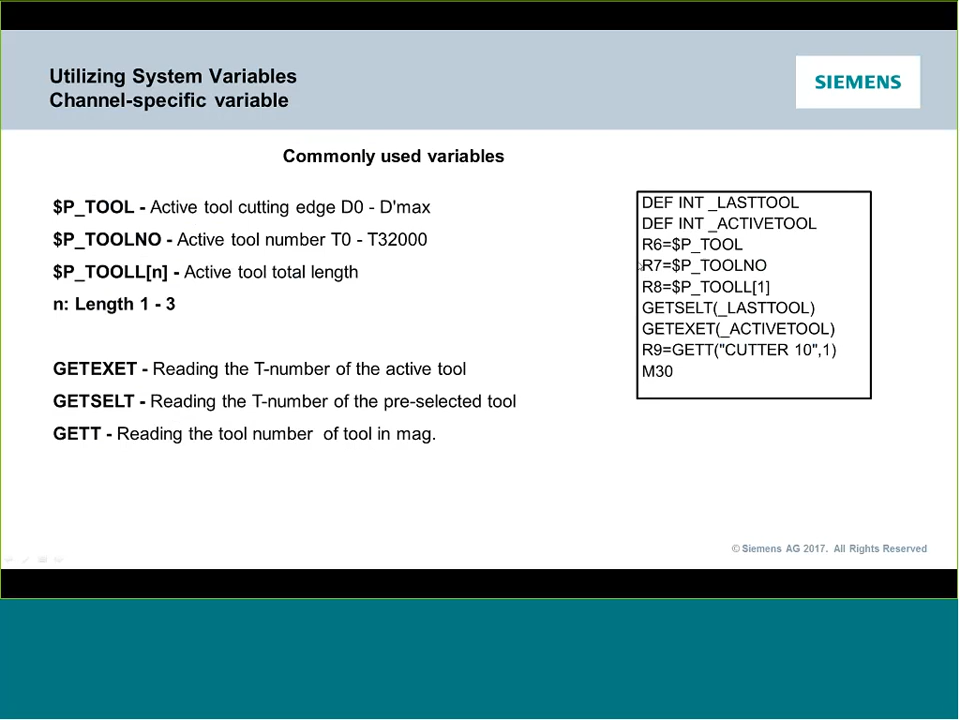 Utilizing System Variables
Channel-specific variable
SIEMENS
Commonly used variables
$P_TOOL - Active tool cutting edge D0 - D'max
$P_TOOLNO - Active tool number T0 - T32000
$P_TOOLL[n] - Active tool total length
n: Length 1 - 3
GETEXET - Reading the T-number of the active tool
GETSELT - Reading the T-number of the pre-selected tool
GETT - Reading the tool number of tool in mag.
DEF INT _LASTTOOL
DEF INT _ACTIVETOOL
R6=$P_TOOL
R7=$P_TOOLNO
R8=$P_TOOLL[1]
GETSELT(_LASTTOOL)
GETEXET(_ACTIVETOOL)
R9=GETT("CUTTER 10",1)
M30
© Siemens AG 2017. All Rights Reserved